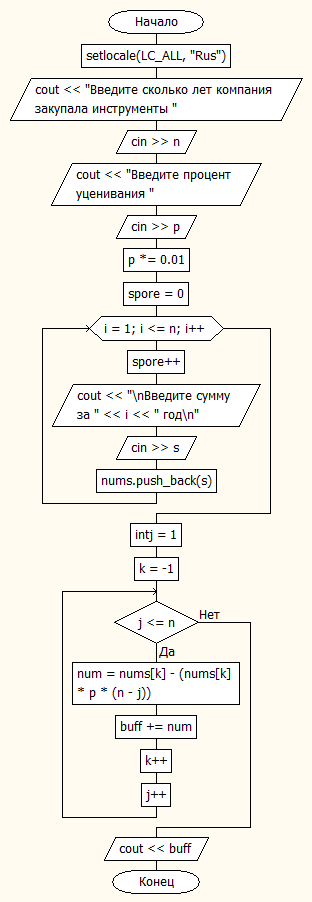 Начало
setlocale(LC_ALL, "Rus")
cout << "Введите сколько лет компания
закупала инструменты "
cin >> n
cout << "Введите процент
уценивания "
cin >> p
p *= 0.01
spore = 0
i = 1; i <= n; i++
spore++
cout << "\nВведите сумму
за " << i << " год\n"
cin >> s
nums.push_back(s)
intj = 1
k = -1
j <= n
Нет
Да
num = nums[k] - (nums[k]
* p * (n - j))
buff += num
k++
j++
cout << buff
Конец